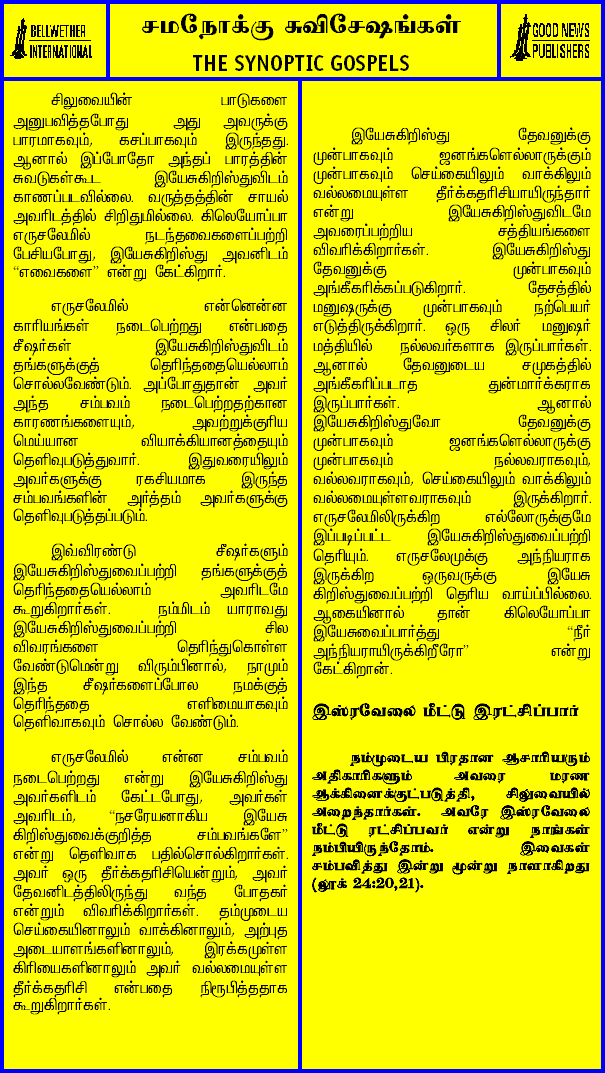 BELLWETHER
INTERNATIONAL
சமநோக்கு சுவிசேஷங்கள்
THE SYNOPTIC GOSPELS
GOOD NEWS
PUBLISHERS
சிலுவையின் பாடுகளை
அனுபவித்தபோது அது அவருக்கு
பாரமாகவும், கசப்பாகவும் இருந்தது.
ஆனால் இப்போதோ அந்தப் பாரத்தின்
சுவடுகள்கூட இயேசுகிறிஸ்துவிடம்
காணப்படவில்லை. வருத்தத்தின் சாயல்
அவரிடத்தில் சிறிதுமில்லை. கிலெயோப்பா
எருசலேமில் நடந்தவைகளைப்பற்றி
பேசியபோது, இயேசுகிறிஸ்து அவனிடம்
“எவைகளை” என்று கேட்கிறார்.
எருசலேமில் என்னென்ன
காரியங்கள் நடைபெற்றது என்பதை
சீஷர்கள் இயேசுகிறிஸ்துவிடம்
தங்களுக்குத் தெரிந்ததையெல்லாம்
சொல்லவேண்டும். அப்போதுதான் அவர்
அந்த சம்பவம் நடைபெற்றதற்கான
காரணங்களையும், அவற்றுக்குரிய
மெய்யான வியாக்கியானத்தையும்
தெளிவுபடுத்துவார். இதுவரையிலும்
அவர்களுக்கு ரகசியமாக இருந்த
சம்பவங்களின் அர்த்தம் அவர்களுக்கு
தெளிவுபடுத்தப்படும்.
இவ்விரண்டு சீஷர்களும்
இயேசுகிறிஸ்துவைப்பற்றி தங்களுக்குத்
தெரிந்ததையெல்லாம் அவரிடமே
கூறுகிறார்கள். நம்மிடம் யாராவது
இயேசுகிறிஸ்துவைப்பற்றி சில
விவரங்களை தெரிந்துகொள்ள
வேண்டுமென்று விரும்பினால், நாமும்
இந்த சீஷர்களைப்போல நமக்குத்
தெரிந்ததை எளிமையாகவும்
தெளிவாகவும் சொல்ல வேண்டும்.
எருசலேமில் என்ன சம்பவம்
நடைபெற்றது என்று இயேசுகிறிஸ்து
அவர்களிடம் கேட்டபோது, அவர்கள்
அவரிடம், “நசரேயனாகிய இயேசு
கிறிஸ்துவைக்குறித்த சம்பவங்களே”
என்று தெளிவாக பதில்சொல்கிறார்கள்.
அவர் ஒரு தீர்க்கதரிசியென்றும், அவர்
தேவனிடத்திலிருந்து வந்த போதகர்
என்றும் விவரிக்கிறார்கள். தம்முடைய
செய்கையினாலும் வாக்கினாலும், அற்புத
அடையாளங்களினாலும், இரக்கமுள்ள
கிரியைகளினாலும் அவர் வல்லமையுள்ள
தீர்க்கதரிசி என்பதை நிரூபித்ததாக
கூறுகிறார்கள்.
இயேசுகிறிஸ்து தேவனுக்கு
முன்பாகவும் ஜனங்களெல்லாருக்கும்
முன்பாகவும் செய்கையிலும் வாக்கிலும்
வல்லமையுள்ள தீர்க்கதரிசியாயிருந்தார்
என்று இயேசுகிறிஸ்துவிடமே
அவரைப்பற்றிய சத்தியங்களை
விவரிக்கிறார்கள். இயேசுகிறிஸ்து
தேவனுக்கு முன்பாகவும்
அங்கீகரிக்கப்படுகிறார். தேசத்தில்
மனுஷருக்கு முன்பாகவும் நற்பெயர்
எடுத்திருக்கிறார். ஒரு சிலர் மனுஷர்
மத்தியில் நல்லவர்களாக இருப்பார்கள்.
ஆனால் தேவனுடைய சமுகத்தில்
அங்கீகரிப்படாத துன்மார்க்கராக
இருப்பார்கள். ஆனால்
இயேசுகிறிஸ்துவோ தேவனுக்கு
முன்பாகவும் ஜனங்களெல்லாருக்கு
முன்பாகவும் நல்லவராகவும்,
வல்லவராகவும், செய்கையிலும் வாக்கிலும்
வல்லமையுள்ளவராகவும் இருக்கிறார்.
எருசலேமிலிருக்கிற எல்லோருக்குமே
இப்படிப்பட்ட இயேசுகிறிஸ்துவைப்பற்றி
தெரியும். எருசலேமுக்கு அந்நியராக
இருக்கிற ஒருவருக்கு இயேசு
கிறிஸ்துவைப்பற்றி தெரிய வாய்ப்பில்லை.
ஆகையினால் தான் கிலெயோப்பா
இயேசுவைப்பார்த்து “நீர்
அந்நியராயிருக்கிறீரோ” என்று
கேட்கிறான்.
இஸ்ரவேலை மீட்டு இரட்சிப்பார்
நம்முடைய பிரதான ஆசாரியரும்
அதிகாரிகளும் அவரை மரண
ஆக்கினைக்குட்படுத்தி, சிலுவையில்
அறைந்தார்கள். அவரே இஸ்ரவேலை
மீட்டு ரட்சிப்பவர் என்று நாங்கள்
நம்பியிருந்தோம். இவைகள்
சம்பவித்து இன்று மூன்று நாளாகிறது
(லூக் 24:20,21).